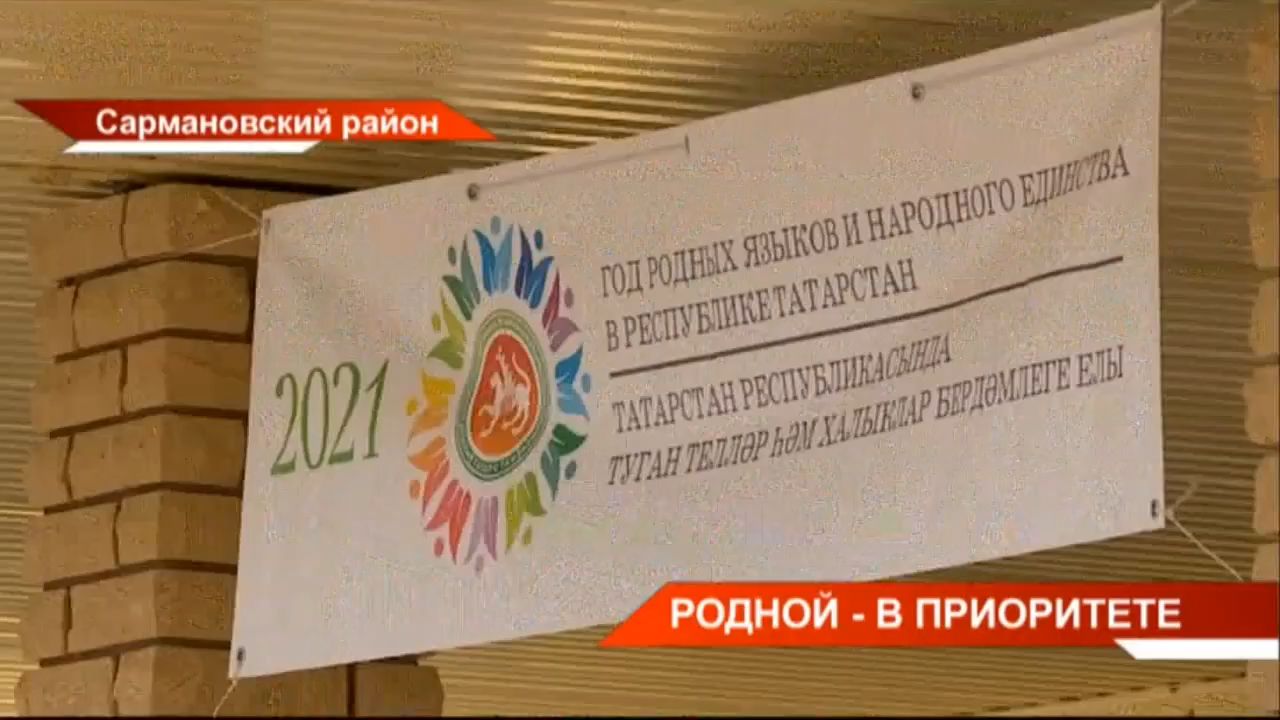 Сармановский район
2021
ГОД РОДНЫХ ЯЗЫКОВ И НАРОДНОГО ЕДИНСТВА
В РЕСПУБЛИКЕ ТАТАРСТАН
ТАТАРСТАН РЕСПУБЛИКАСЫНДА
ТУГАН ТЕЛЛӘР ҺӘМ ХАЛЫКЛАР БЕРДӘМЛЕГЕ ЕЛЫ
РОДНОЙ - В ПРИОРИТЕТЕ